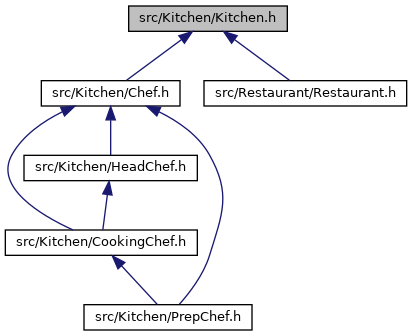 src/Kitchen/Kitchen.h
src/Kitchen/Chef.h
src/Restaurant/Restaurant.h
src/Kitchen/HeadChef.h
src/Kitchen/CookingChef.h
src/Kitchen/PrepChef.h